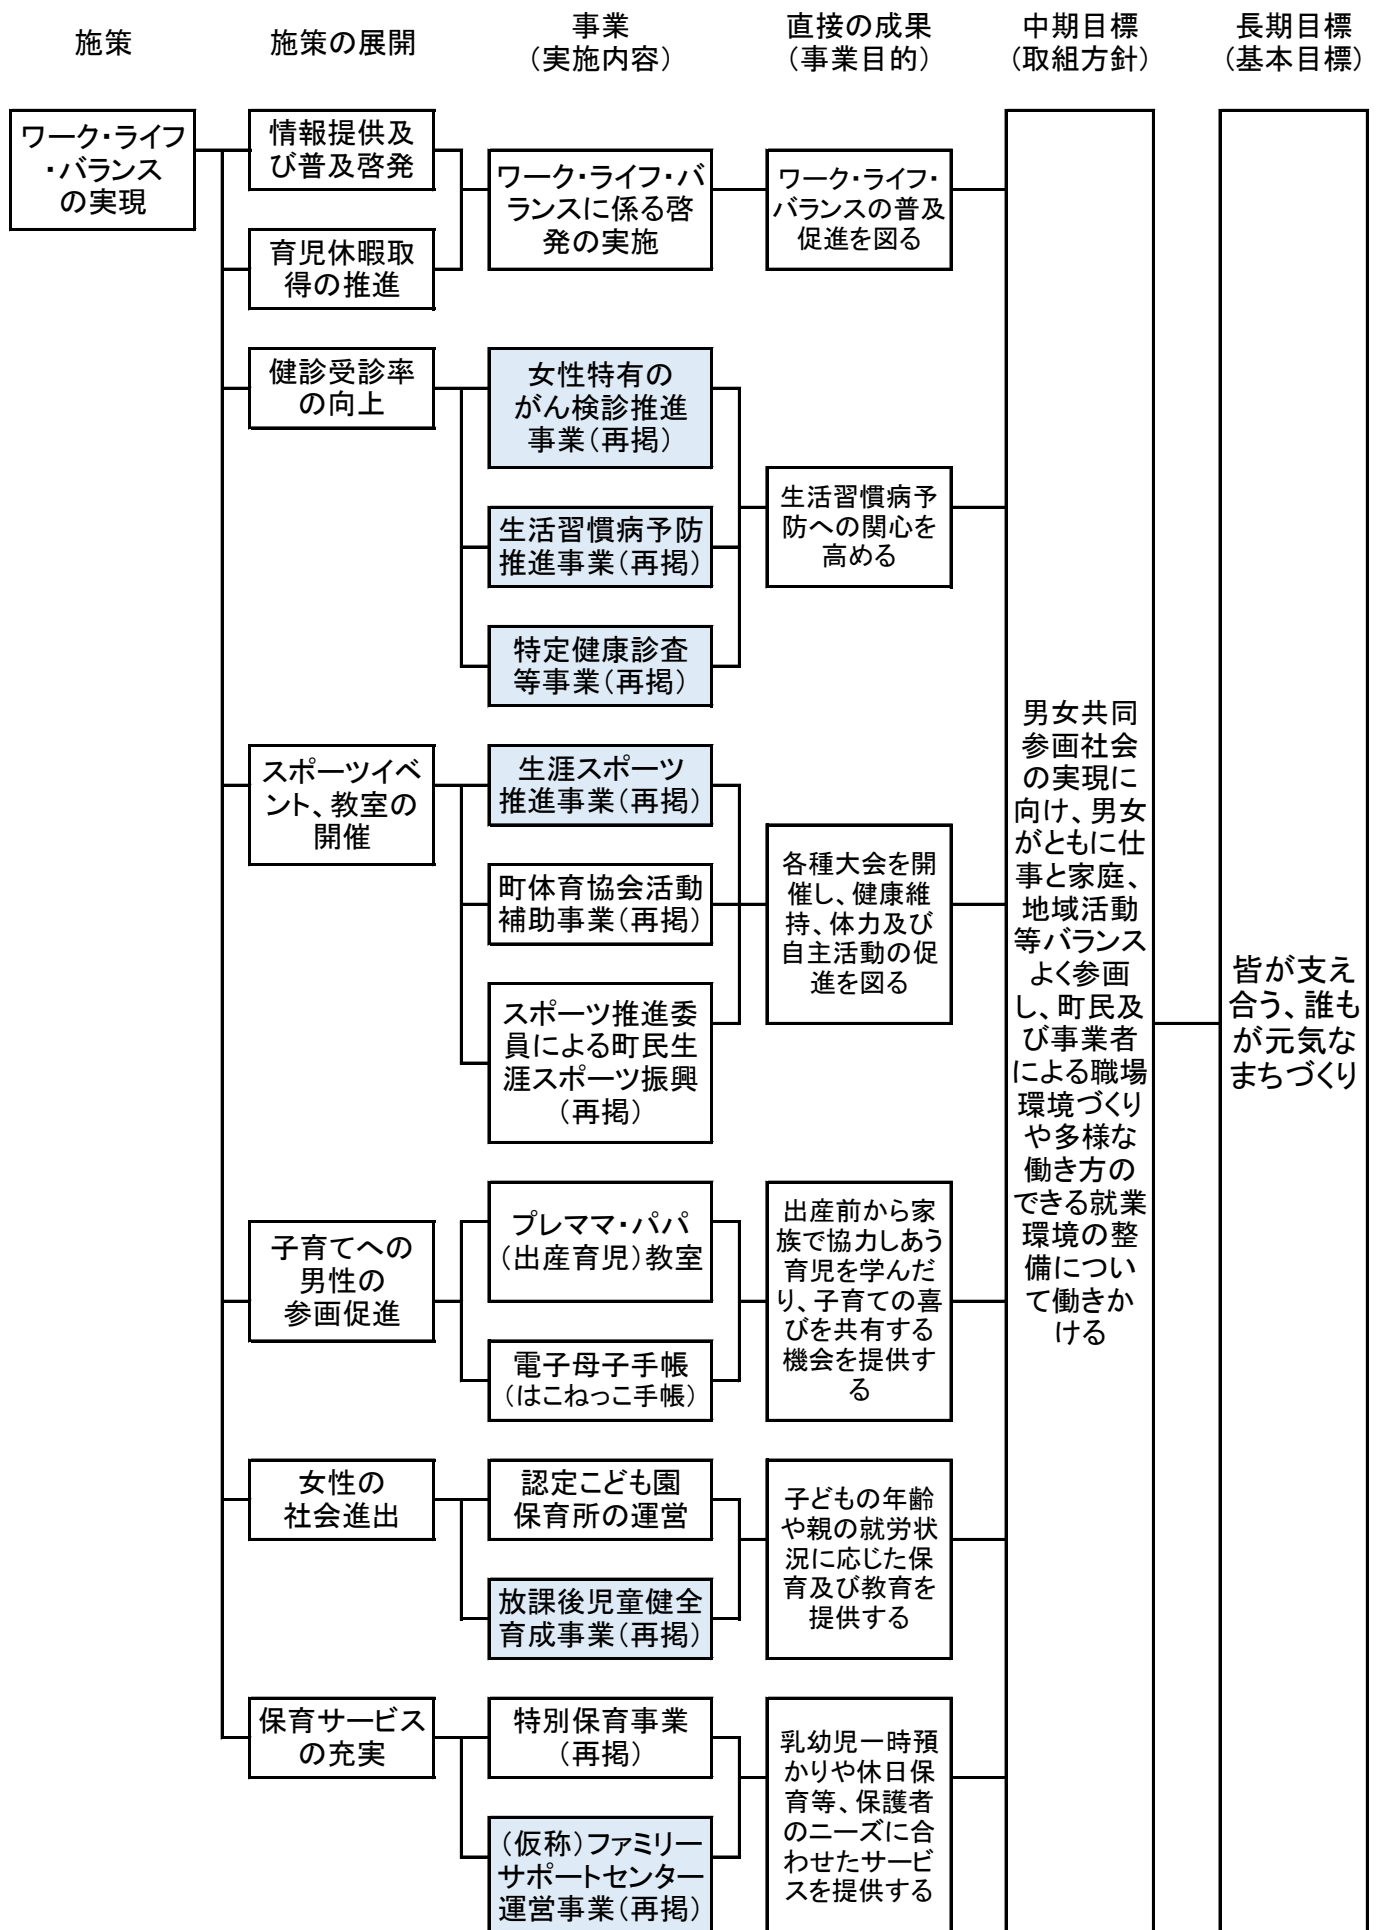 施策
施策の展開
事業
（実施内容）
直接の成果
（事業目的）
中期目標
（取組方針）
長期目標
（基本目標）
ワーク・ライフ
・バランス
の実現
情報提供及
び普及啓発
育児休暇取
得の推進
ワーク・ライフ・バ
ランスに係る啓
発の実施
ワーク・ライフ・
バランスの普及
促進を図る
健診受診率
の向上
女性特有の
がん検診推進
事業（再掲）
生活習慣病予防
推進事業（再掲）
特定健康診査
等事業（再掲）
生活習慣病予
防への関心を
高める
スポーツイベ
ント、教室の
開催
生涯スポーツ
推進事業（再掲）
町体育協会活動
補助事業（再掲）
スポーツ推進委
員による町民生
涯スポーツ振興
（再掲）
各種大会を開
催し、健康維
持、体力及び
自主活動の促
進を図る
子育てへの
男性の
参画促進
プレママ・パパ
（出産育児）教室
電子母子手帳
（はこねっこ手帳）
出産前から家
族で協力しあう
育児を学んだ
り、子育ての喜
びを共有する
機会を提供す
る
女性の
社会進出
認定こども園
保育所の運営
放課後児童健全
育成事業（再掲）
子どもの年齢
や親の就労状
況に応じた保
育及び教育を
提供する
保育サービス
の充実
特別保育事業
（再掲）
（仮称）ファミリー
サポートセンター
運営事業（再掲）
乳幼児一時預
かりや休日保
育等、保護者
のニーズに合
わせたサービ
スを提供する
男女共同
参画社会
の実現に
向け、男女
がともに仕
事と家庭、
地域活動
等バランス
よく参画
し、町民及
び事業者
による職場
環境づくり
や多様な
働き方の
できる就業
環境の整
備につい
て働きか
ける
皆が支え
合う、誰も
が元気な
まちづくり